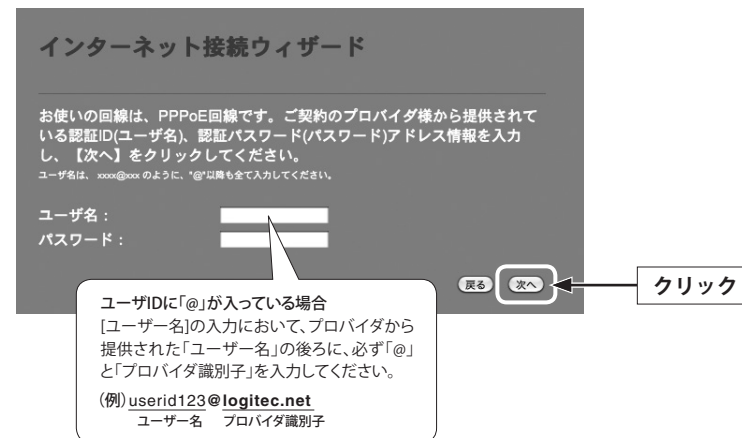 インターネット接続ウィザード
お使いの回線は、PPPoE回線です。ご契約のプロバイダ様から提供されて
いる認証ID(ユーザ名)、認証パスワード(パスワード)アドレス情報を入力
し、【次へ】をクリックしてください。
ユーザ名は、 xxxx@xxx のように、"@"以降も全て入力してください。
ユーザ名：
パスワード：
戻る 次へ
クリック
ユーザIDに「@」が入っている場合
[ユーザー名]の入力において、プロバイダから
提供された「ユーザー名」の後ろに、必ず「@」
と「プロバイダ識別子」を入力してください。
（例）userid123@logitec.net
ユーザー名 プロバイダ識別子